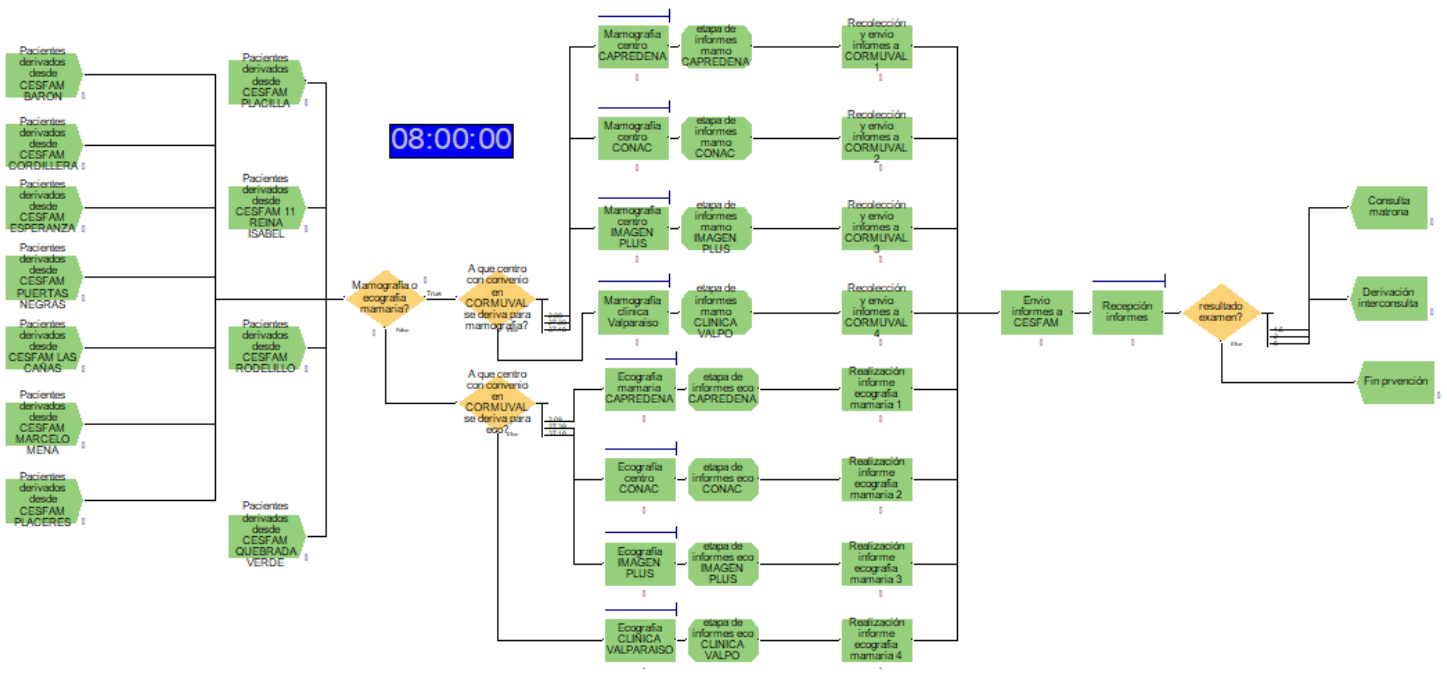 Pacientes
derivados
desde
CESFAM
BARON
Pacientes
derivados
desde
CESFAM
CORDILLERA
Pacientes
derivados
desde
CESFAM
ESPERANZA
Pacientes
derivados
desde
CESFAM
PUERTAS
NEGRAS
Pacientes
derivados
desde
CESFAM LAS
CAÑAS
Pacientes
derivados
desde
CESFAM
MARCELO
MENA
Pacientes
derivados
desde
CESFAM
PLACERES
Pacientes
derivados
desde
CESFAM
PLACILLA
Pacientes
derivados
desde
CESFAM 11
REINA
ISABEL
Pacientes
derivados
desde
CESFAM
RODELILLO
Pacientes
derivados
desde
CESFAM
QUEBRADA
VERDE
08:00:00
Mamografía o
ecografía
mamaria?
True
False
A que centro
con convenio
en
CORMUVAL
se deriva para
mamografía?
A que centro
con convenio
en
CORMUVAL
se deriva para
eco?
Else
Mamografía
centro
CAPREDENA
etapa de
informes
mamo
CAPREDENA
Recolección
y envio
informes a
CORMUVAL
1
Mamografía
centro
CONAC
etapa de
informes
mamo
CONAC
Recolección
y envio
informes a
CORMUVAL
2
Mamografía
centro
IMAGEN
PLUS
etapa de
informes
mamo
IMAGEN
PLUS
Recolección
y envio
informes a
CORMUVAL
3
Mamografía
clínica
Valparaiso
etapa de
informes
mamo
CLINICA
VALPO
Recolección
y envio
informes a
CORMUVAL
4
Ecografía
mamaria
CAPREDENA
etapa de
informes eco
CAPREDENA
Realización
informe
ecografía
mamaria 1
Ecografía
centro
CONAC
etapa de
informes eco
CONAC
Realización
informe
ecografía
mamaria 2
Ecografía
IMAGEN
PLUS
etapa de
informes eco
IMAGEN
PLUS
Realización
informe
ecografía
mamaria 3
Ecografía
CLINICA
VALPARAISO
etapa de
informes eco
CLINICA
VALPO
Realización
informe
ecografía
mamaria 4
Envio
informes a
CESFAM
Recepción
informes
resultado
examen?
Else
Consulta
matrona
Derivación
interconsulta
Fin prvención